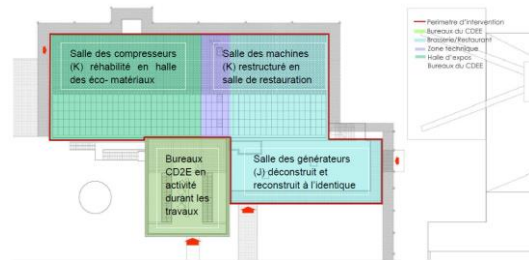 Salle des compresseurs
(K) réhabilité en halle
des éco- matériaux
Salle des machines
(K) restructuré en
salle de restauration
Bureaux
CD2E en
activité
durant les
travaux
Salle des générateurs
(J) déconstruit et
reconstruit à l'identique
Perimetre d'intervention
Bureaux du CDEE
Brasserie/Restaurant
Zone technique
Halle d'expos
Bureaux du CDEE